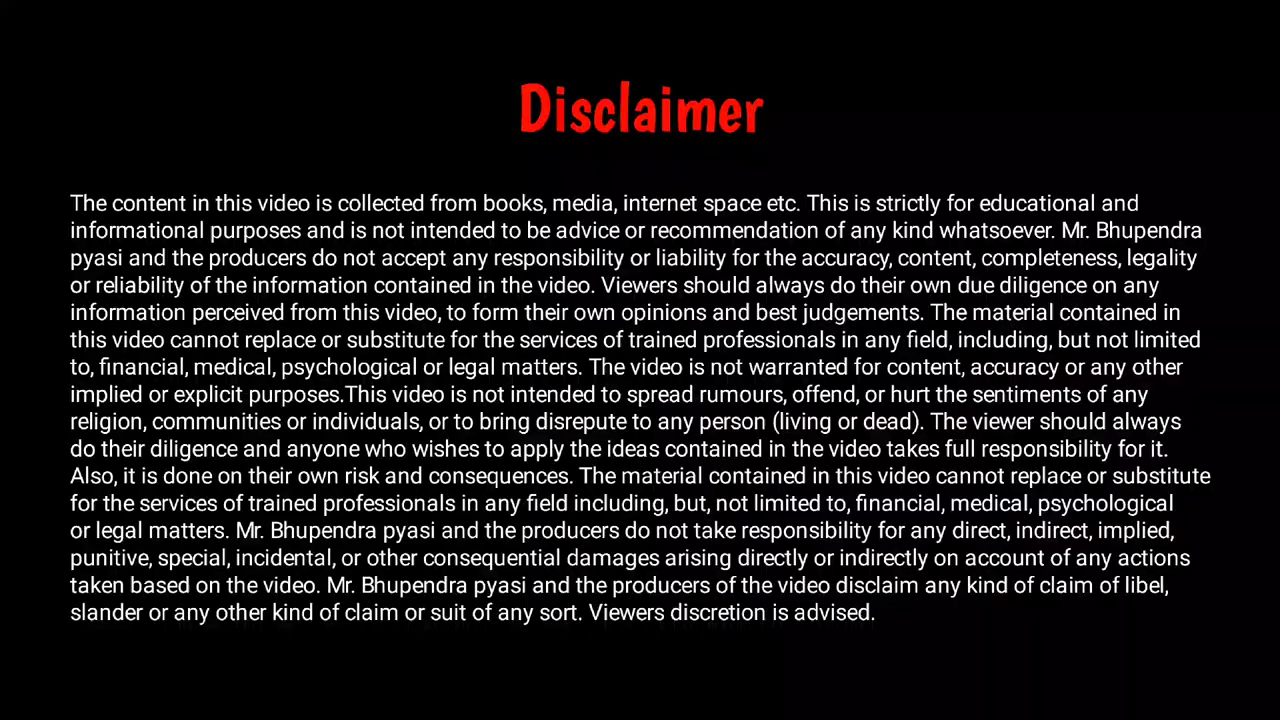 Disclaimer
The content in this video is collected from books, media, internet space etc. This is strictly for educational and
informational purposes and is not intended to be advice or recommendation of any kind whatsoever. Mr. Bhupendra
pyasi and the producers do not accept any responsibility or liability for the accuracy, content, completeness, legality
or reliability of the information contained in the video. Viewers should always do their own due diligence on any
information perceived from this video, to form their own opinions and best judgements. The material contained in
this video cannot replace or substitute for the services of trained professionals in any field, including, but not limited
to, financial, medical, psychological or legal matters. The video is not warranted for content, accuracy or any other
implied or explicit purposes.This video is not intended to spread rumours, offend, or hurt the sentiments of any
religion, communities or individuals, or to bring disrepute to any person (living or dead). The viewer should always
do their diligence and anyone who wishes to apply the ideas contained in the video takes full responsibility for it.
Also, it is done on their own risk and consequences. The material contained in this video cannot replace or substitute
for the services of trained professionals in any field including, but, not limited to, financial, medical, psychological
or legal matters. Mr. Bhupendra pyasi and the producers do not take responsibility for any direct, indirect, implied,
punitive, special, incidental, or other consequential damages arising directly or indirectly on account of any actions
taken based on the video. Mr. Bhupendra pyasi and the producers of the video disclaim any kind of claim of libel,
slander or any other kind of claim or suit of any sort. Viewers discretion is advised.